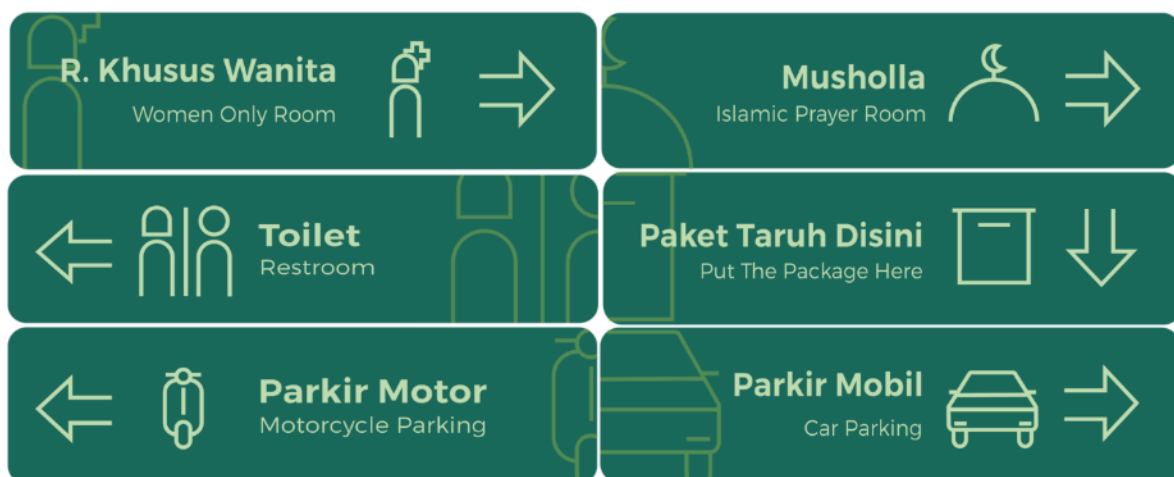 R. Khusus Wanita
Women Only Room
Musholla
Islamic Prayer Room
Toilet
Restroom
Paket Taruh Disini
Put The Package Here
Parkir Motor
Motorcycle Parking
Parkir Mobil
Car Parking